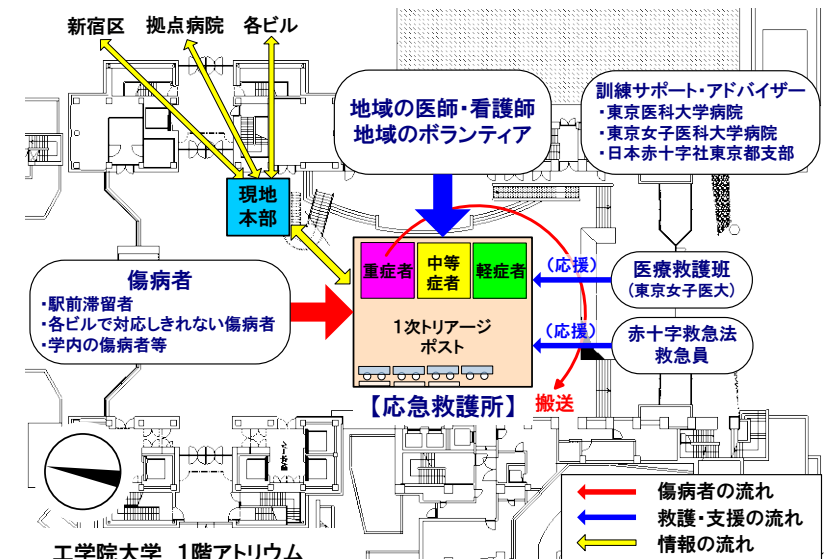 新宿区　拠点病院　各ビル
地域の医師・看護師
地域のボランティア
訓練サポート・アドバイザー
・東京医科大学病院
・東京女子医科大学病院
・日本赤十字社東京都支部
現地
本部
重症者
中等
症者
軽症者
1次トリアージ
ポスト
【応急救護所】
傷病者
・駅前滞留者
・各ビルで対応しきれない傷病者
・学内の傷病者等
（応援）
医療救護班
（東京女子医大）
（応援）
赤十字救急法
救急員
搬送
傷病者の流れ
救護・支援の流れ
情報の流れ
工学院大学　1階アトリウム